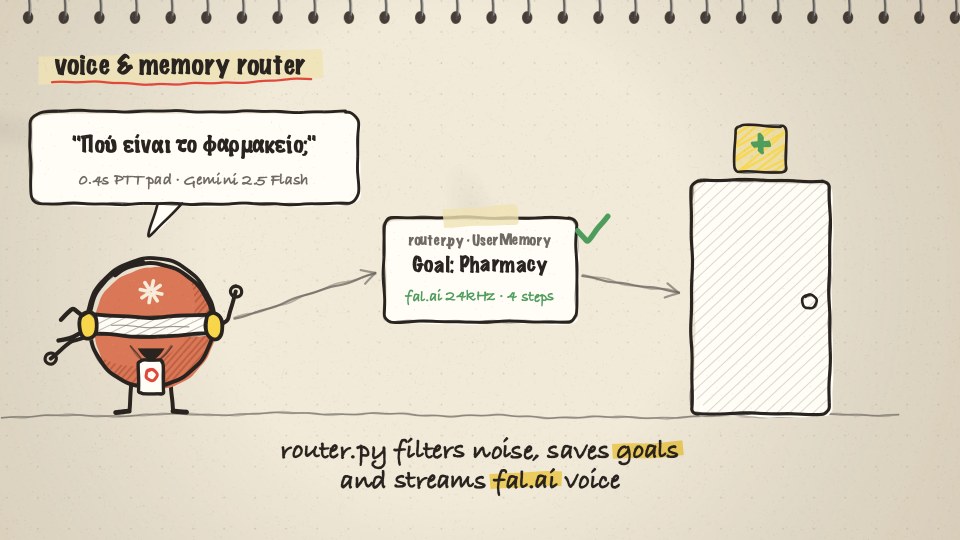 voice & memory router
"Πού είναι το φαρμακείο;"
0.4s PTT pad · Gemini 2.5 Flash
router.py · UserMemory
Goal: Pharmacy
fal.ai 24kHz · 4 steps
router.py filters noise, saves goals
and streams fal.ai voice